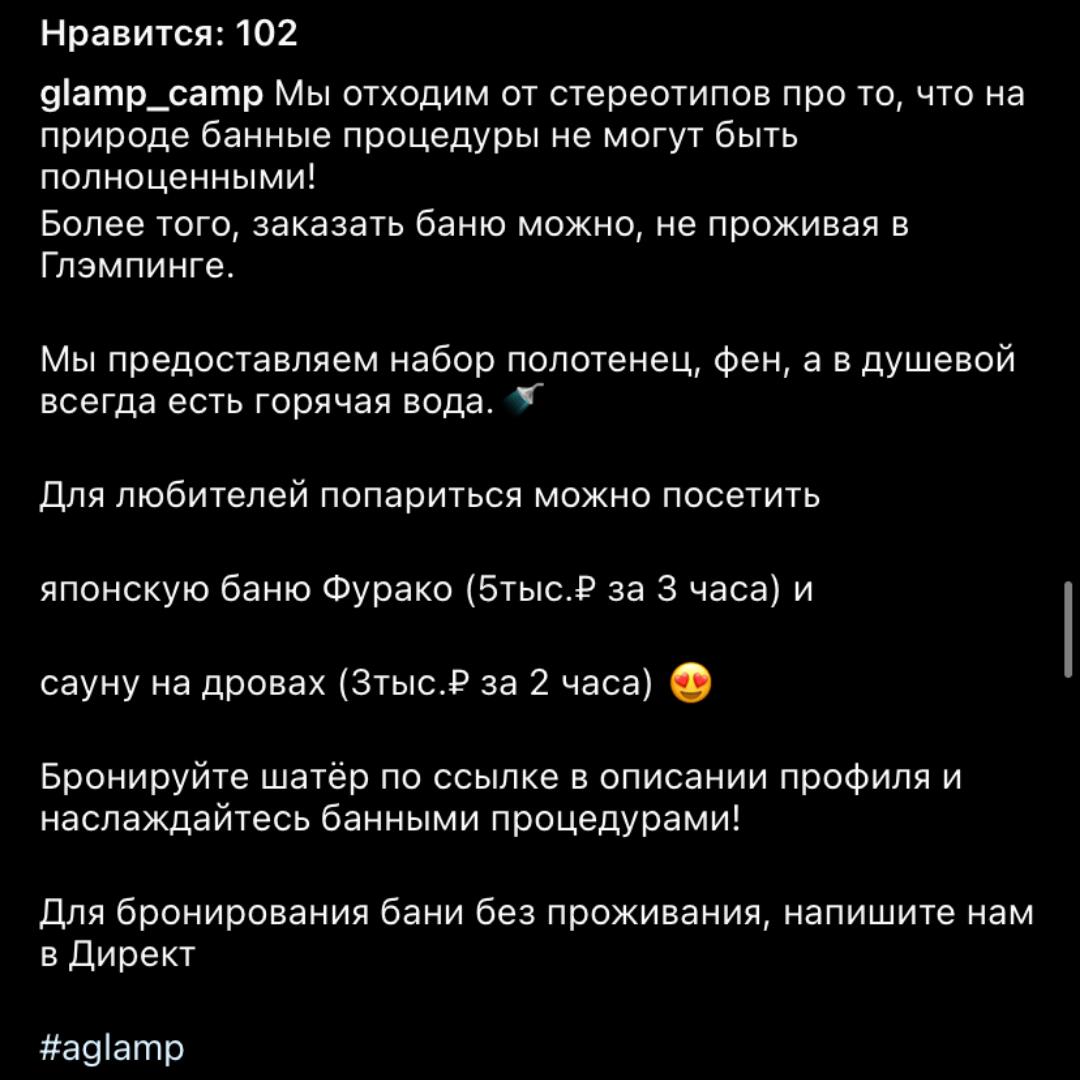 Нравится: 102
glamp_camp Мы отходим от стереотипов про то, что на
природе банные процедуры не могут быть
полноценными!
Более того, заказать баню можно, не проживая в
Глэмпинге.
Мы предоставляем набор полотенец, фен, а в душевой
всегда есть горячая вода. 🚿
Для любителей попариться можно посетить
японскую баню Фурако (5тыс.₽ за 3 часа) и
сауну на дровах (3тыс.₽ за 2 часа) 😍
Бронируйте шатёр по ссылке в описании профиля и
наслаждайтесь банными процедурами!
Для бронирования бани без проживания, напишите нам
в Директ
#aglamp